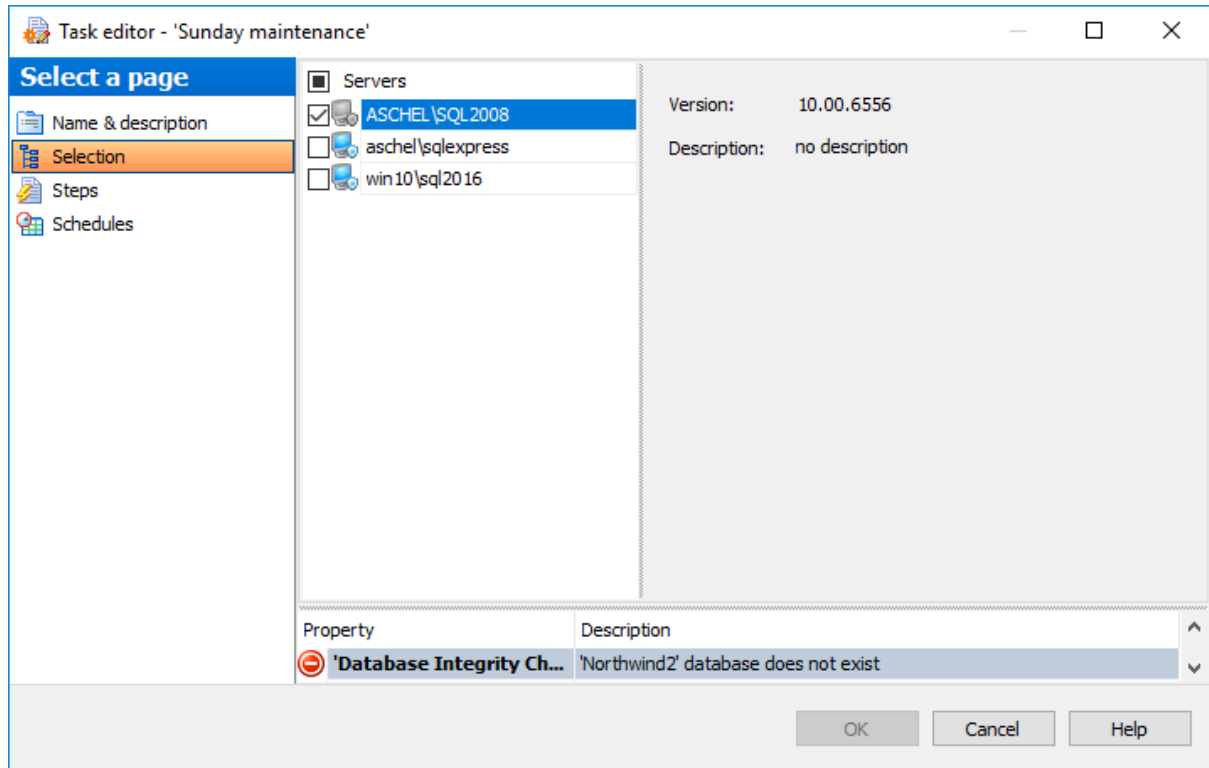 Task editor - 'Sunday maintenance'
Select a page
Name & description
Selection
Steps
Schedules
Servers
ASCHEL\SQL2008
aschel\sqlexpress
win10\sql2016
Version: 10.00.6556
Description: no description
Property Description
'Database Integrity Ch... 'Northwind2' database does not exist
OK Cancel Help